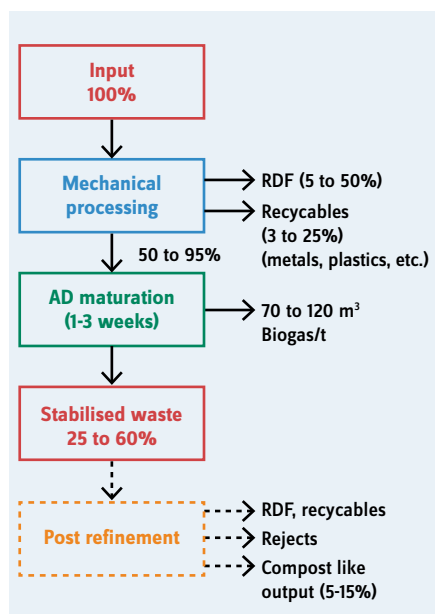 Input
100%
Mechanical
processing
RDF (5 to 50%)
Recycables
(3 to 25%)
(metals, plastics, etc.)
50 to 95%
AD maturation
(1-3 weeks)
70 to 120 m³
Biogas/t
Stabilised waste
25 to 60%
Post refinement
RDF, recycables
Rejects
Compost like
output (5-15%)